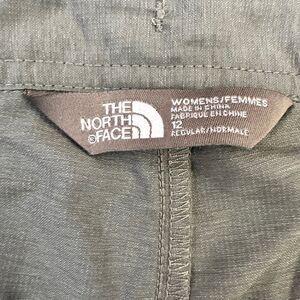 THE
NORTH
©FACE
WOMENS/FEMMES
MADE IN CHINA
FABRIQUE EN CHINE
12
REGULAR/NORMALE